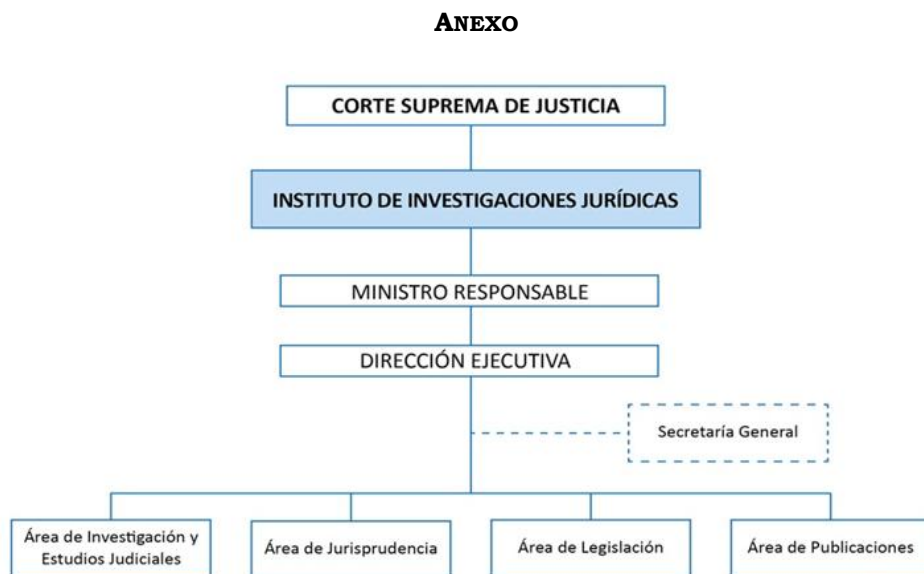 ANEXO
CORTE SUPREMA DE JUSTICIA
INSTITUTO DE INVESTIGACIONES JURÍDICAS
MINISTRO RESPONSABLE
DIRECCIÓN EJECUTIVA
Secretaría General
Área de Investigación y
Estudios Judiciales
Área de Jurisprudencia
Área de Legislación
Área de Publicaciones